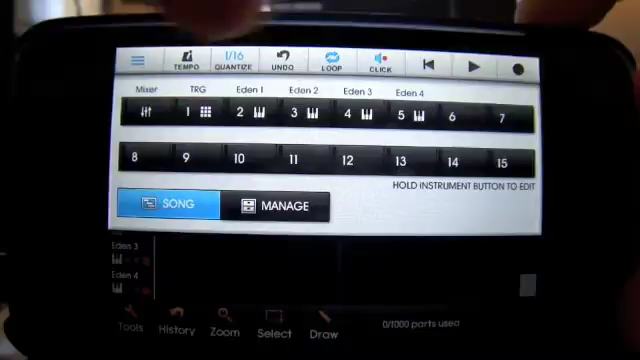 1/16
TEMPO QUANTIZE UNDO LOOP CLICK
Mixer TRG Eden 1 Eden 2 Eden 3 Eden 4
1 2 3 4 5 6 7
8 9 10 11 12 13 14 15
HOLD INSTRUMENT BUTTON TO EDIT
SONG MANAGE
Eden 3
Eden 4
Tools History Zoom Select Draw 0/1000 parts used